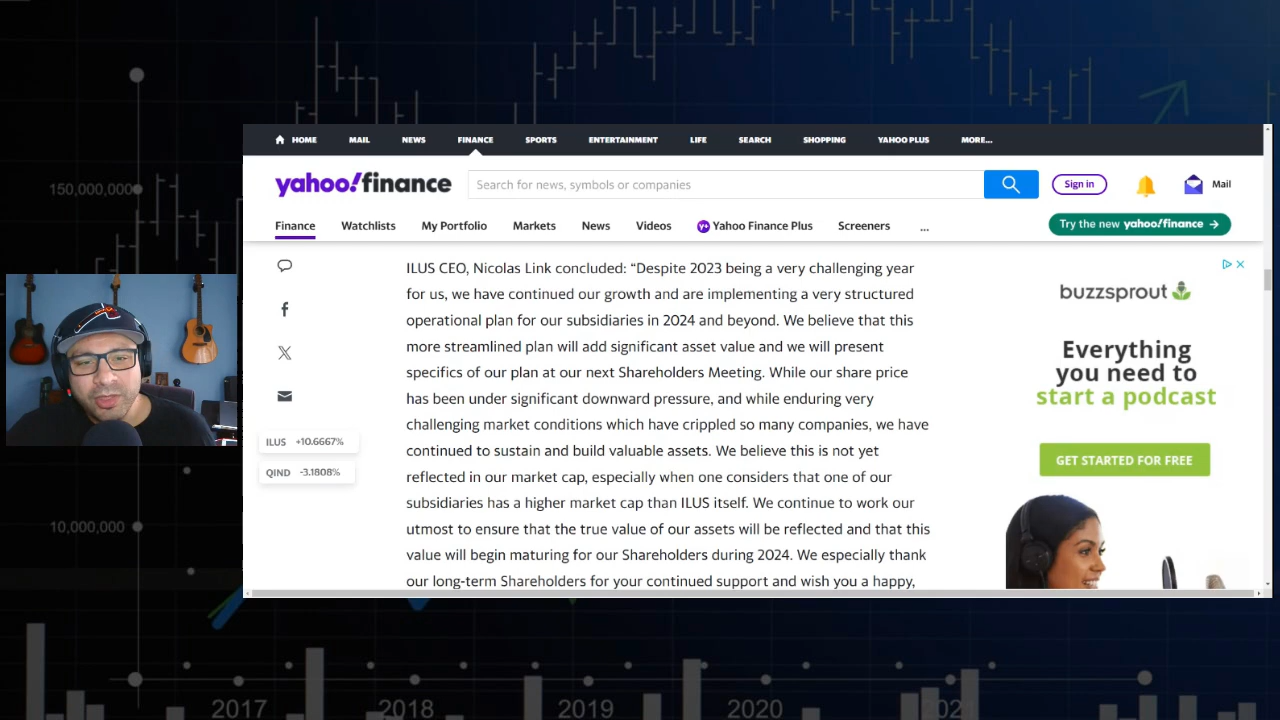 HOME MAIL NEWS FINANCE SPORTS ENTERTAINMENT LIFE SEARCH SHOPPING YAHOO PLUS MORE...
yahoo!finance Search for news, symbols or companies Sign in Mail
Finance Watchlists My Portfolio Markets News Videos Y+ Yahoo Finance Plus Screeners ... Try the new yahoo!finance →
150,000,000
10,000,000
ILUS +10.6667%
QIND -3.1808%
ILUS CEO, Nicolas Link concluded: “Despite 2023 being a very challenging year
for us, we have continued our growth and are implementing a very structured
operational plan for our subsidiaries in 2024 and beyond. We believe that this
more streamlined plan will add significant asset value and we will present
specifics of our plan at our next Shareholders Meeting. While our share price
has been under significant downward pressure, and while enduring very
challenging market conditions which have crippled so many companies, we have
continued to sustain and build valuable assets. We believe this is not yet
reflected in our market cap, especially when one considers that one of our
subsidiaries has a higher market cap than ILUS itself. We continue to work our
utmost to ensure that the true value of our assets will be reflected and that this
value will begin maturing for our Shareholders during 2024. We especially thank
our long-term Shareholders for your continued support and wish you a happy,
buzzsprout
Everything
you need to
start a podcast
GET STARTED FOR FREE
2017 2018 2019 2020 2021